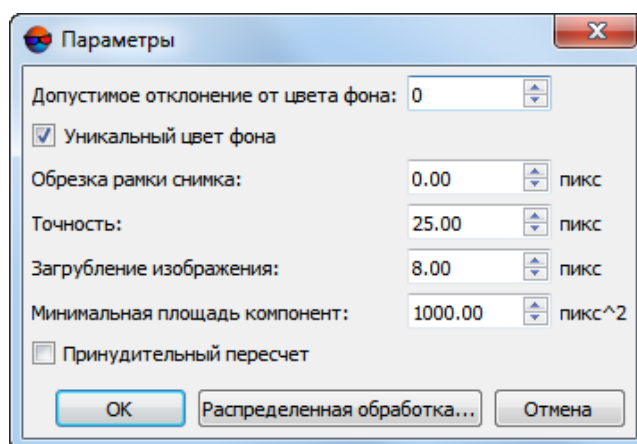 Параметры
Допустимое отклонение от цвета фона: 0
Уникальный цвет фона
Обрезка рамки снимка: 0.00 пикс
Точность: 25.00 пикс
Загрубление изображения: 8.00 пикс
Минимальная площадь компонент: 1000.00 пикс^2
Принудительный пересчет
ОК Распределенная обработка... Отмена